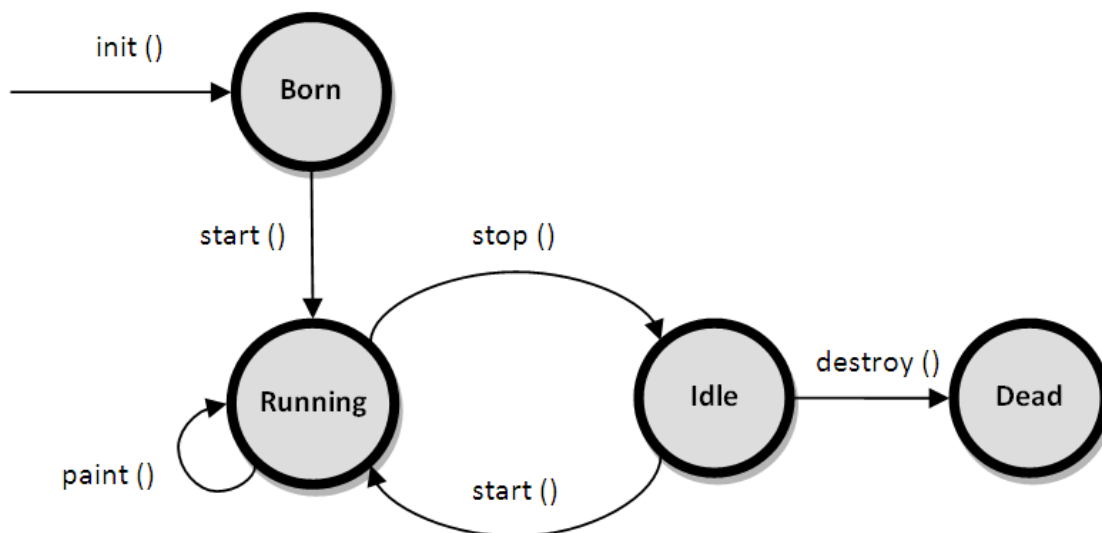 init ()
Born
start ()
stop ()
Running
Idle
destroy ()
Dead
paint ()
start ()